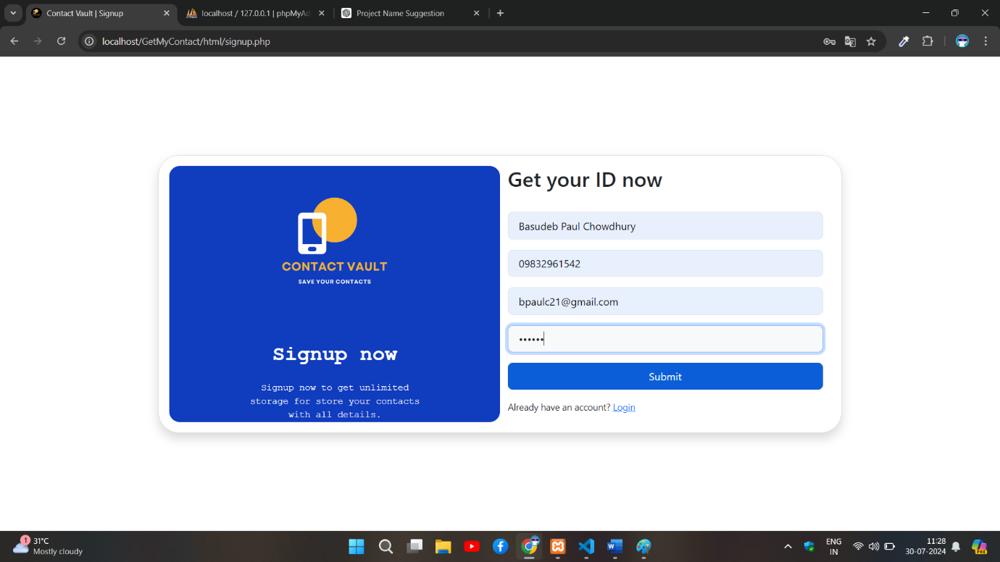 Contact Vault | Signup
localhost / 127.0.0.1 | phpMyAd
Project Name Suggestion
localhost/GetMyContact/html/signup.php
CONTACT VAULT
SAVE YOUR CONTACTS
Signup now
Signup now to get unlimited
storage for store your contacts
with all details.
Get your ID now
Basudeb Paul Chowdhury
09832961542
bpaulc21@gmail.com
••••••
Submit
Already have an account? Login
1
31°C
Mostly cloudy
ENG
IN
11:28
30-07-2024
PRE